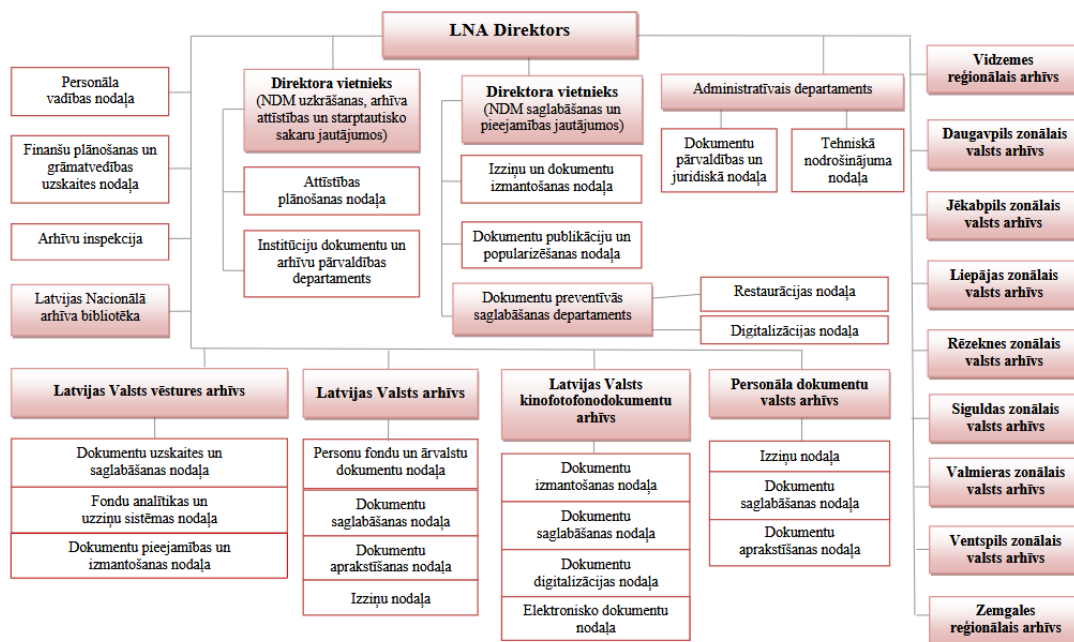 LNA Direktors
Personāla
vadības nodaļa
Finanšu plānošanas un
grāmatvedības
uzskaites nodaļa
Arhīvu inspekcija
Latvijas Nacionālā
arhīva bibliotēka
Direktora vietnieks
(NDM uzkrāšanas, arhīva
attīstības un starptautisko
sakaru jautājumos)
Attīstības
plānošanas nodaļa
Institūciju dokumentu un
arhīvu pārvaldības
departaments
Direktora vietnieks
(NDM saglabāšanas un
pieejamības jautājumos)
Izziņu un dokumentu
izmantošanas nodaļa
Dokumentu publikāciju un
popularizēšanas nodaļa
Dokumentu preventīvās
saglabāšanas departaments
Restaurācijas nodaļa
Digitalizācijas nodaļa
Administratīvais departaments
Dokumentu
pārvaldības un
juridiskā nodaļa
Tehniskā
nodrošinājuma
nodaļa
Vidzemes
reģionālais arhīvs
Daugavpils zonālais
valsts arhīvs
Jēkabpils zonālais
valsts arhīvs
Liepājas zonālais
valsts arhīvs
Rēzeknes zonālais
valsts arhīvs
Siguldas zonālais
valsts arhīvs
Valmieras zonālais
valsts arhīvs
Ventspils zonālais
valsts arhīvs
Zemgales
reģionālais arhīvs
Latvijas Valsts vēstures arhīvs
Dokumentu uzskaites un
saglabāšanas nodaļa
Fondu analītikas un
uzziņu sistēmas nodaļa
Dokumentu pieejamības un
izmantošanas nodaļa
Latvijas Valsts arhīvs
Personu fondu un ārvalstu
dokumentu nodaļa
Dokumentu
saglabāšanas nodaļa
Dokumentu
aprakstīšanas nodaļa
Izziņu nodaļa
Latvijas Valsts
kinofotofonodokumentu
arhīvs
Dokumentu
izmantošanas nodaļa
Dokumentu
saglabāšanas nodaļa
Dokumentu
digitalizācijas nodaļa
Elektronisko dokumentu
nodaļa
Personāla dokumentu
valsts arhīvs
Izziņu nodaļa
Dokumentu
saglabāšanas nodaļa
Dokumentu
aprakstīšanas nodaļa